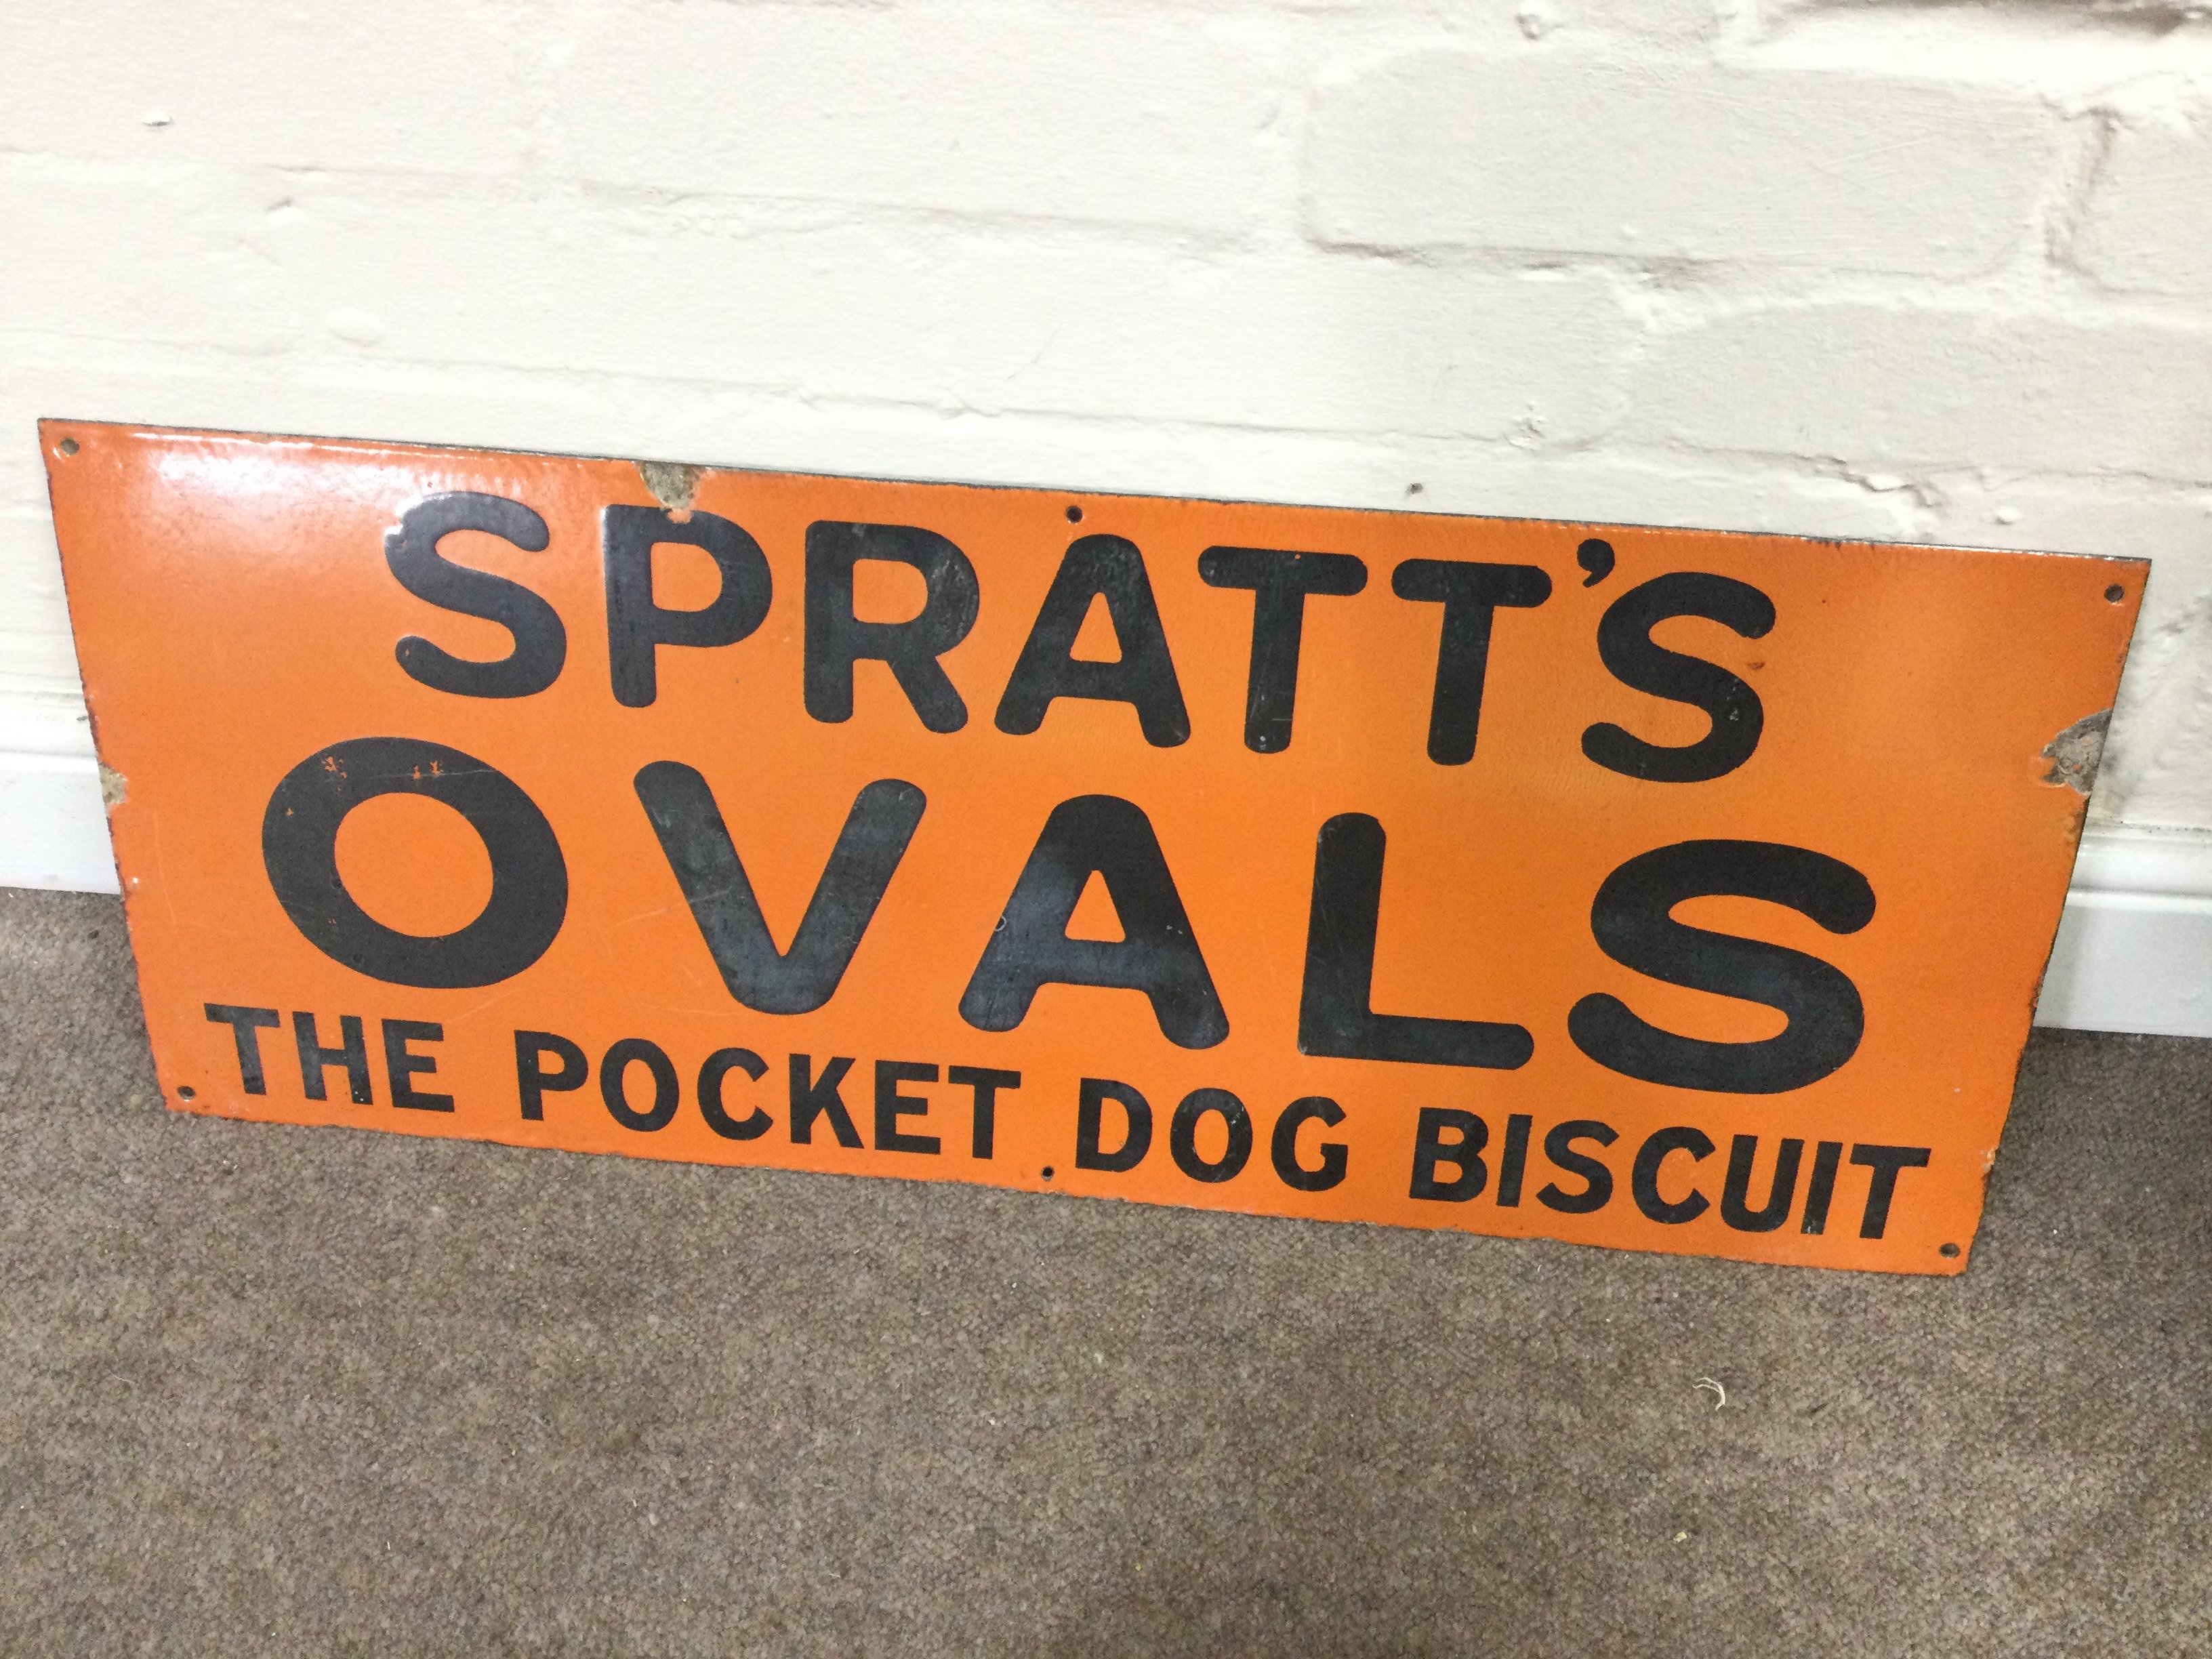 SPRATT'S
OVALS
THE POCKET DOG BISCUIT